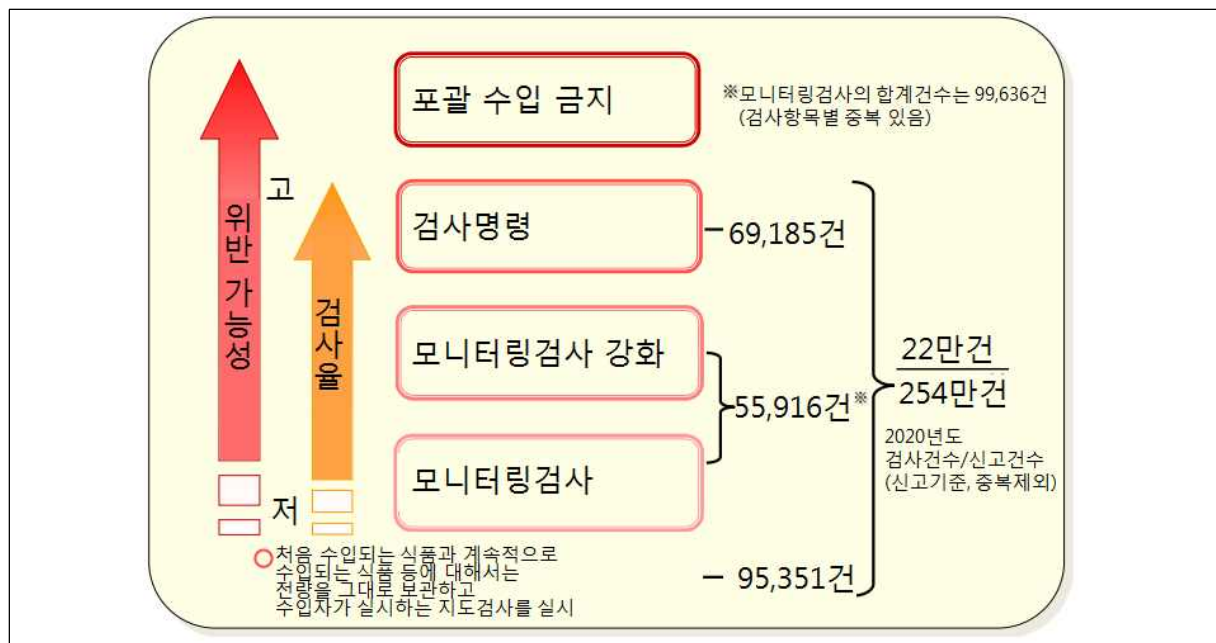 포괄 수입 금지
※모니터링검사의 합계건수는 99,636건
(검사항목별 중복 있음)
고
위반 가능성
검사율
검사명령
69,185건
모니터링검사 강화
55,916건※
모니터링검사
22만건
254만건
2020년도
검사건수/신고건수
(신고기준, 중복제외)
저
처음 수입되는 식품과 계속적으로
수입되는 식품 등에 대해서는
전량을 그대로 보관하고
수입자가 실시하는 지도검사를 실시
95,351건